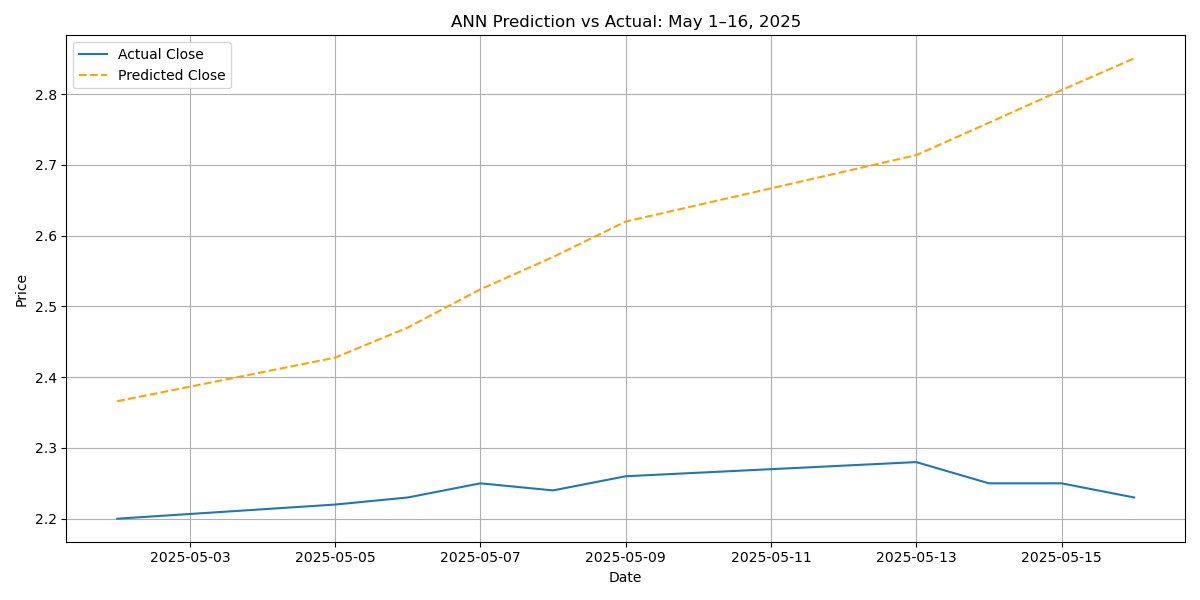 ANN Prediction vs Actual: May 1–16, 2025
Actual Close
Predicted Close
2.8
2.7
2.6
2.5
2.4
2.3
2.2
Price
2025-05-03
2025-05-05
2025-05-07
2025-05-09
2025-05-11
2025-05-13
2025-05-15
Date